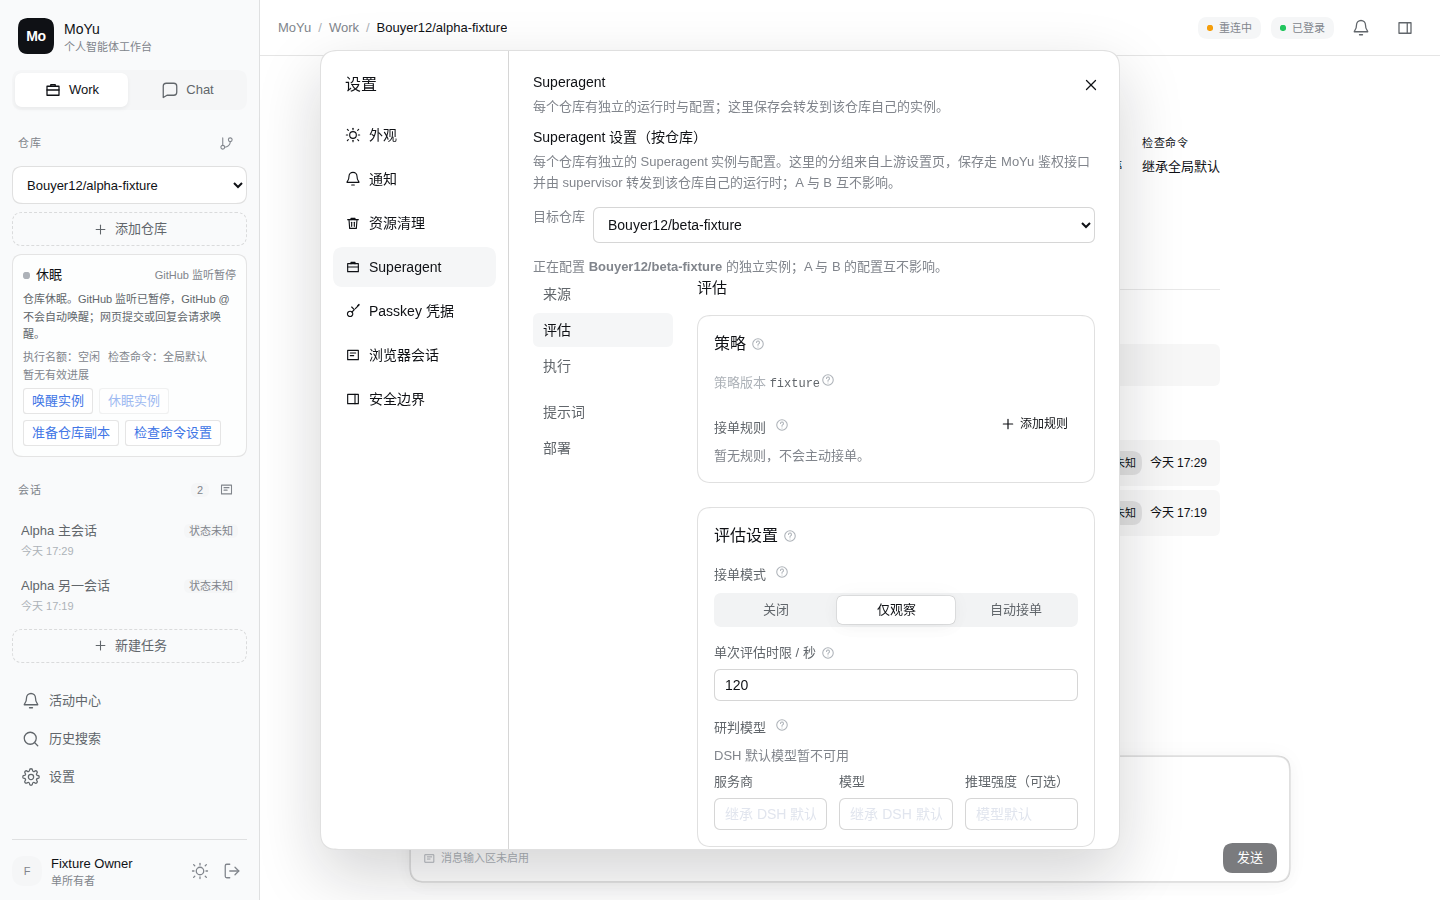 Mo
MoYu
个人智能体工作台
Work
Chat
仓库
Bouyer12/alpha-fixture
添加仓库
休眠
GitHub 监听暂停
仓库休眠。GitHub 监听已暂停，GitHub @
不会自动唤醒；网页提交或回复会请求唤
醒。
执行名额：空闲 检查命令：全局默认
暂无有效进展
唤醒实例
休眠实例
准备仓库副本
检查命令设置
会话
2
Alpha 主会话
状态未知
今天 17:29
Alpha 另一会话
状态未知
今天 17:19
新建任务
活动中心
历史搜索
设置
F
Fixture Owner
单所有者
MoYu / Work / Bouyer12/alpha-fixture
重连中
已登录
设置
外观
通知
资源清理
Superagent
Passkey 凭据
浏览器会话
安全边界
Superagent
每个仓库有独立的运行时与配置；这里保存会转发到该仓库自己的实例。
Superagent 设置（按仓库）
每个仓库有独立的 Superagent 实例与配置。这里的分组来自上游设置页，保存走 MoYu 鉴权接口
并由 supervisor 转发到该仓库自己的运行时；A 与 B 互不影响。
目标仓库
Bouyer12/beta-fixture
正在配置 Bouyer12/beta-fixture 的独立实例；A 与 B 的配置互不影响。
来源
评估
执行
提示词
部署
评估
策略
策略版本 fixture
接单规则
添加规则
暂无规则，不会主动接单。
评估设置
接单模式
关闭
仅观察
自动接单
单次评估时限 / 秒
120
研判模型
DSH 默认模型暂不可用
服务商
模型
推理强度（可选）
继承 DSH 默认
继承 DSH 默认
模型默认
检查命令
继承全局默认
未知
今天 17:29
未知
今天 17:19
消息输入区未启用
发送